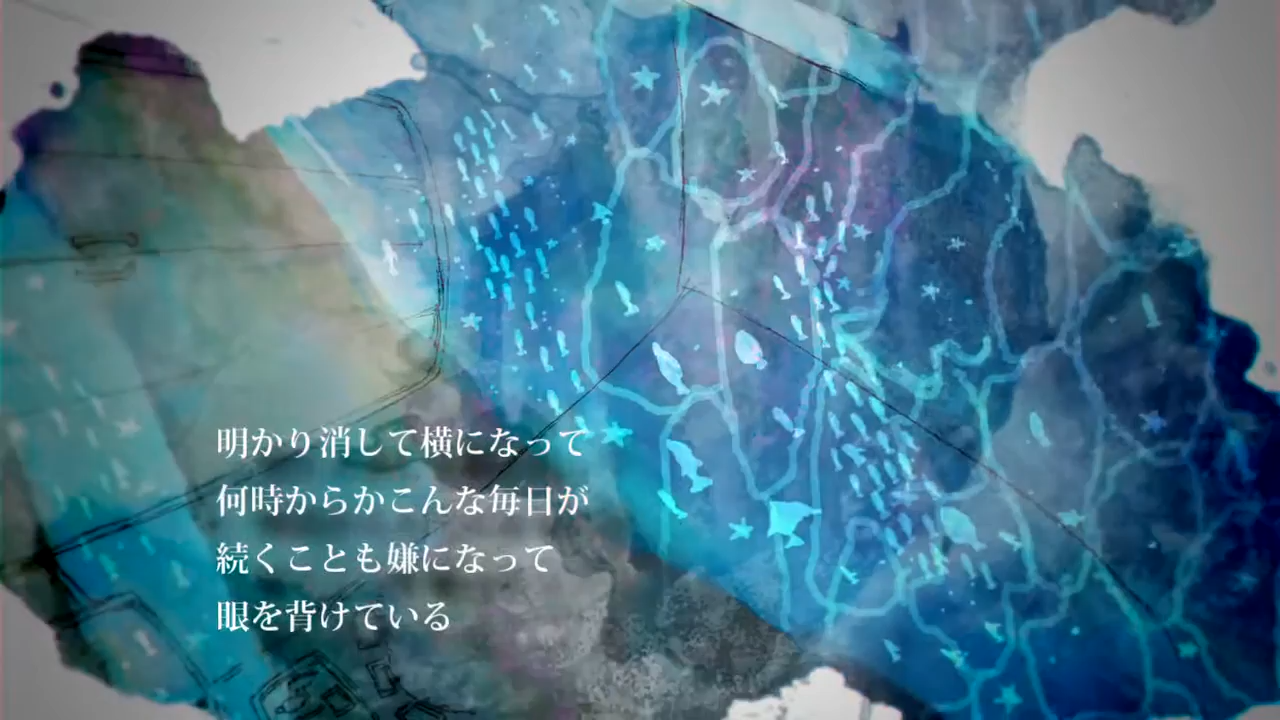 明かり消して横になって
何時からかこんな毎日が
続くことも嫌になって
眼を背けている